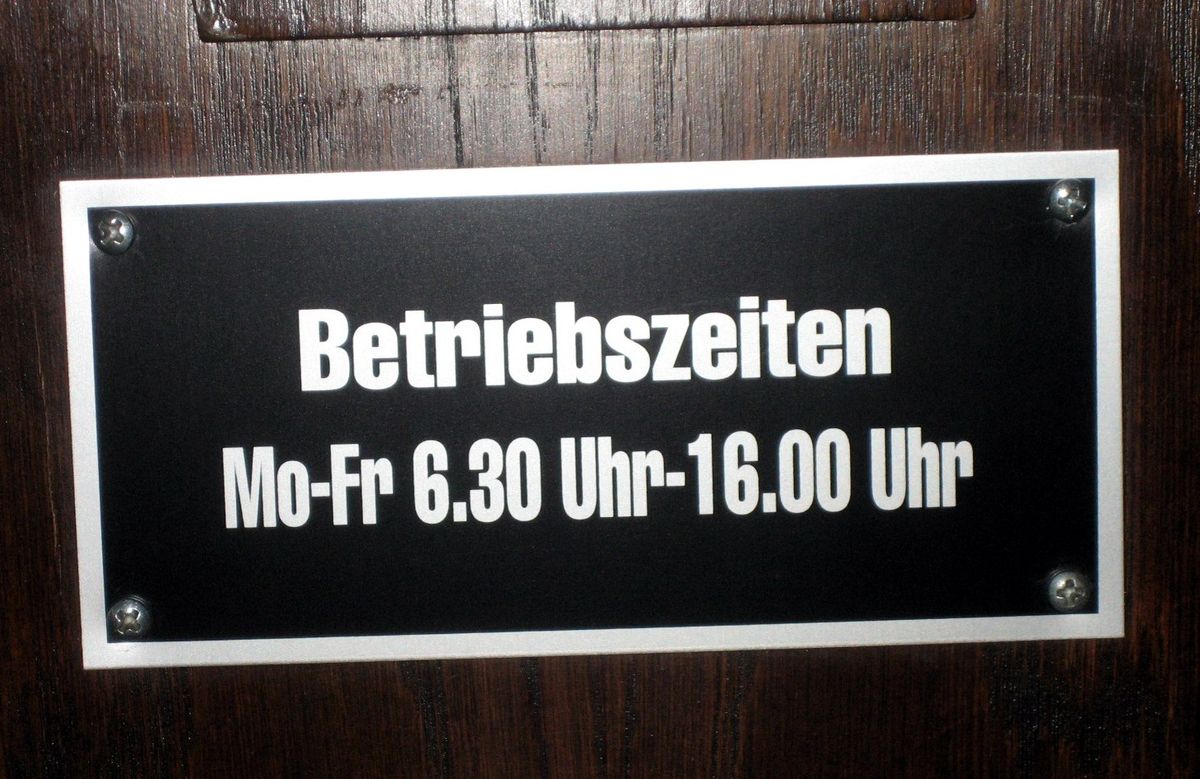 Betriebszeiten
Mo-Fr 6.30 Uhr-16.00 Uhr